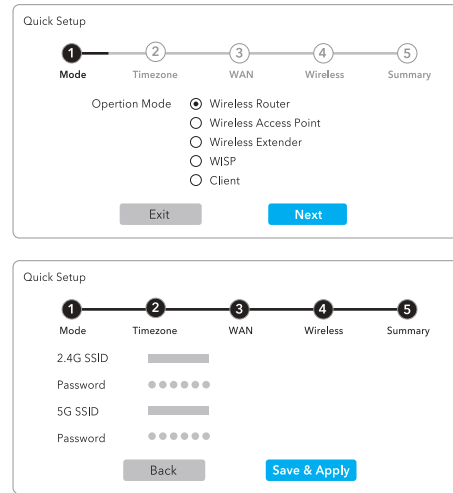 Quick Setup
1 2 3 4 5
Mode Timezone WAN Wireless Summary
Opertion Mode Wireless Router
Wireless Access Point
Wireless Extender
WISP
Client
Exit Next
Quick Setup
1 2 3 4 5
Mode Timezone WAN Wireless Summary
2.4G SSID
Password
5G SSID
Password
Back Save & Apply